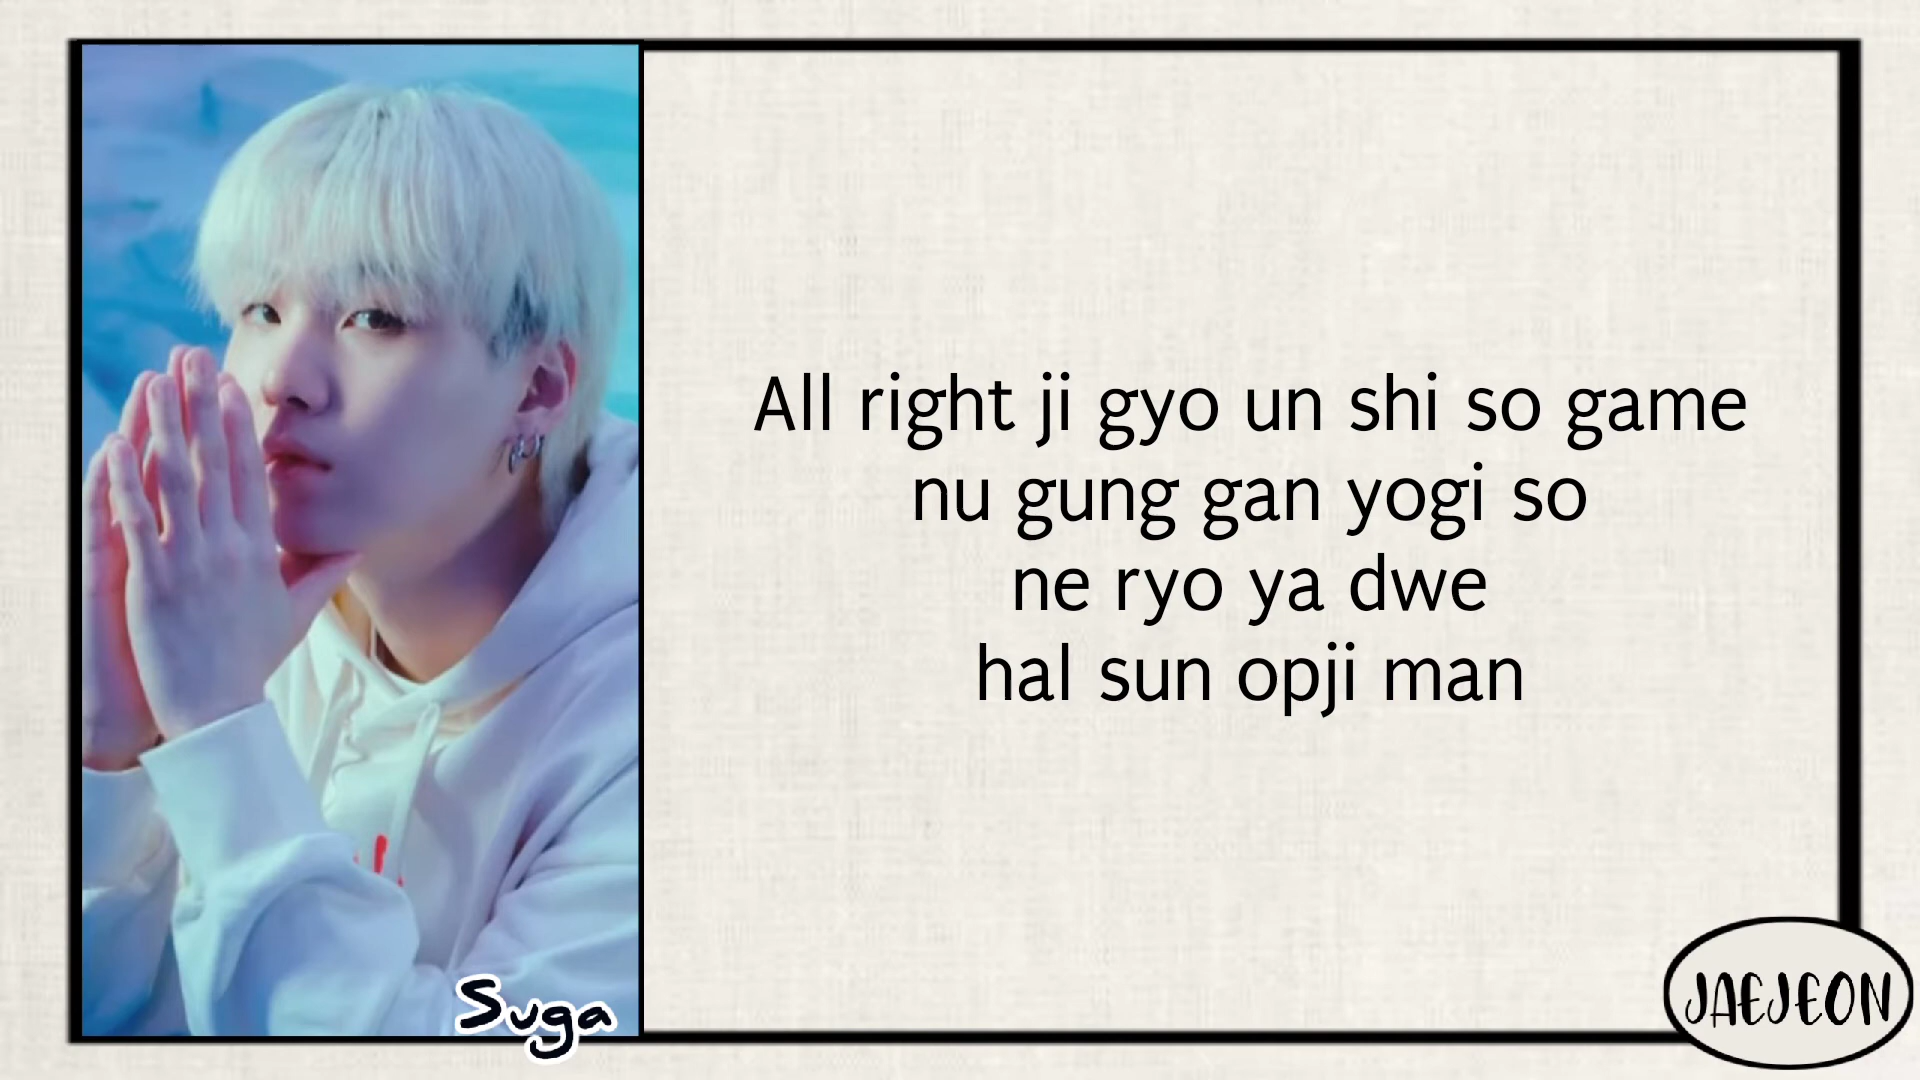 All right ji gyo un shi so game
nu gung gan yogi so
ne ryo ya dwe
hal sun opji man
Suga
JAEJEON